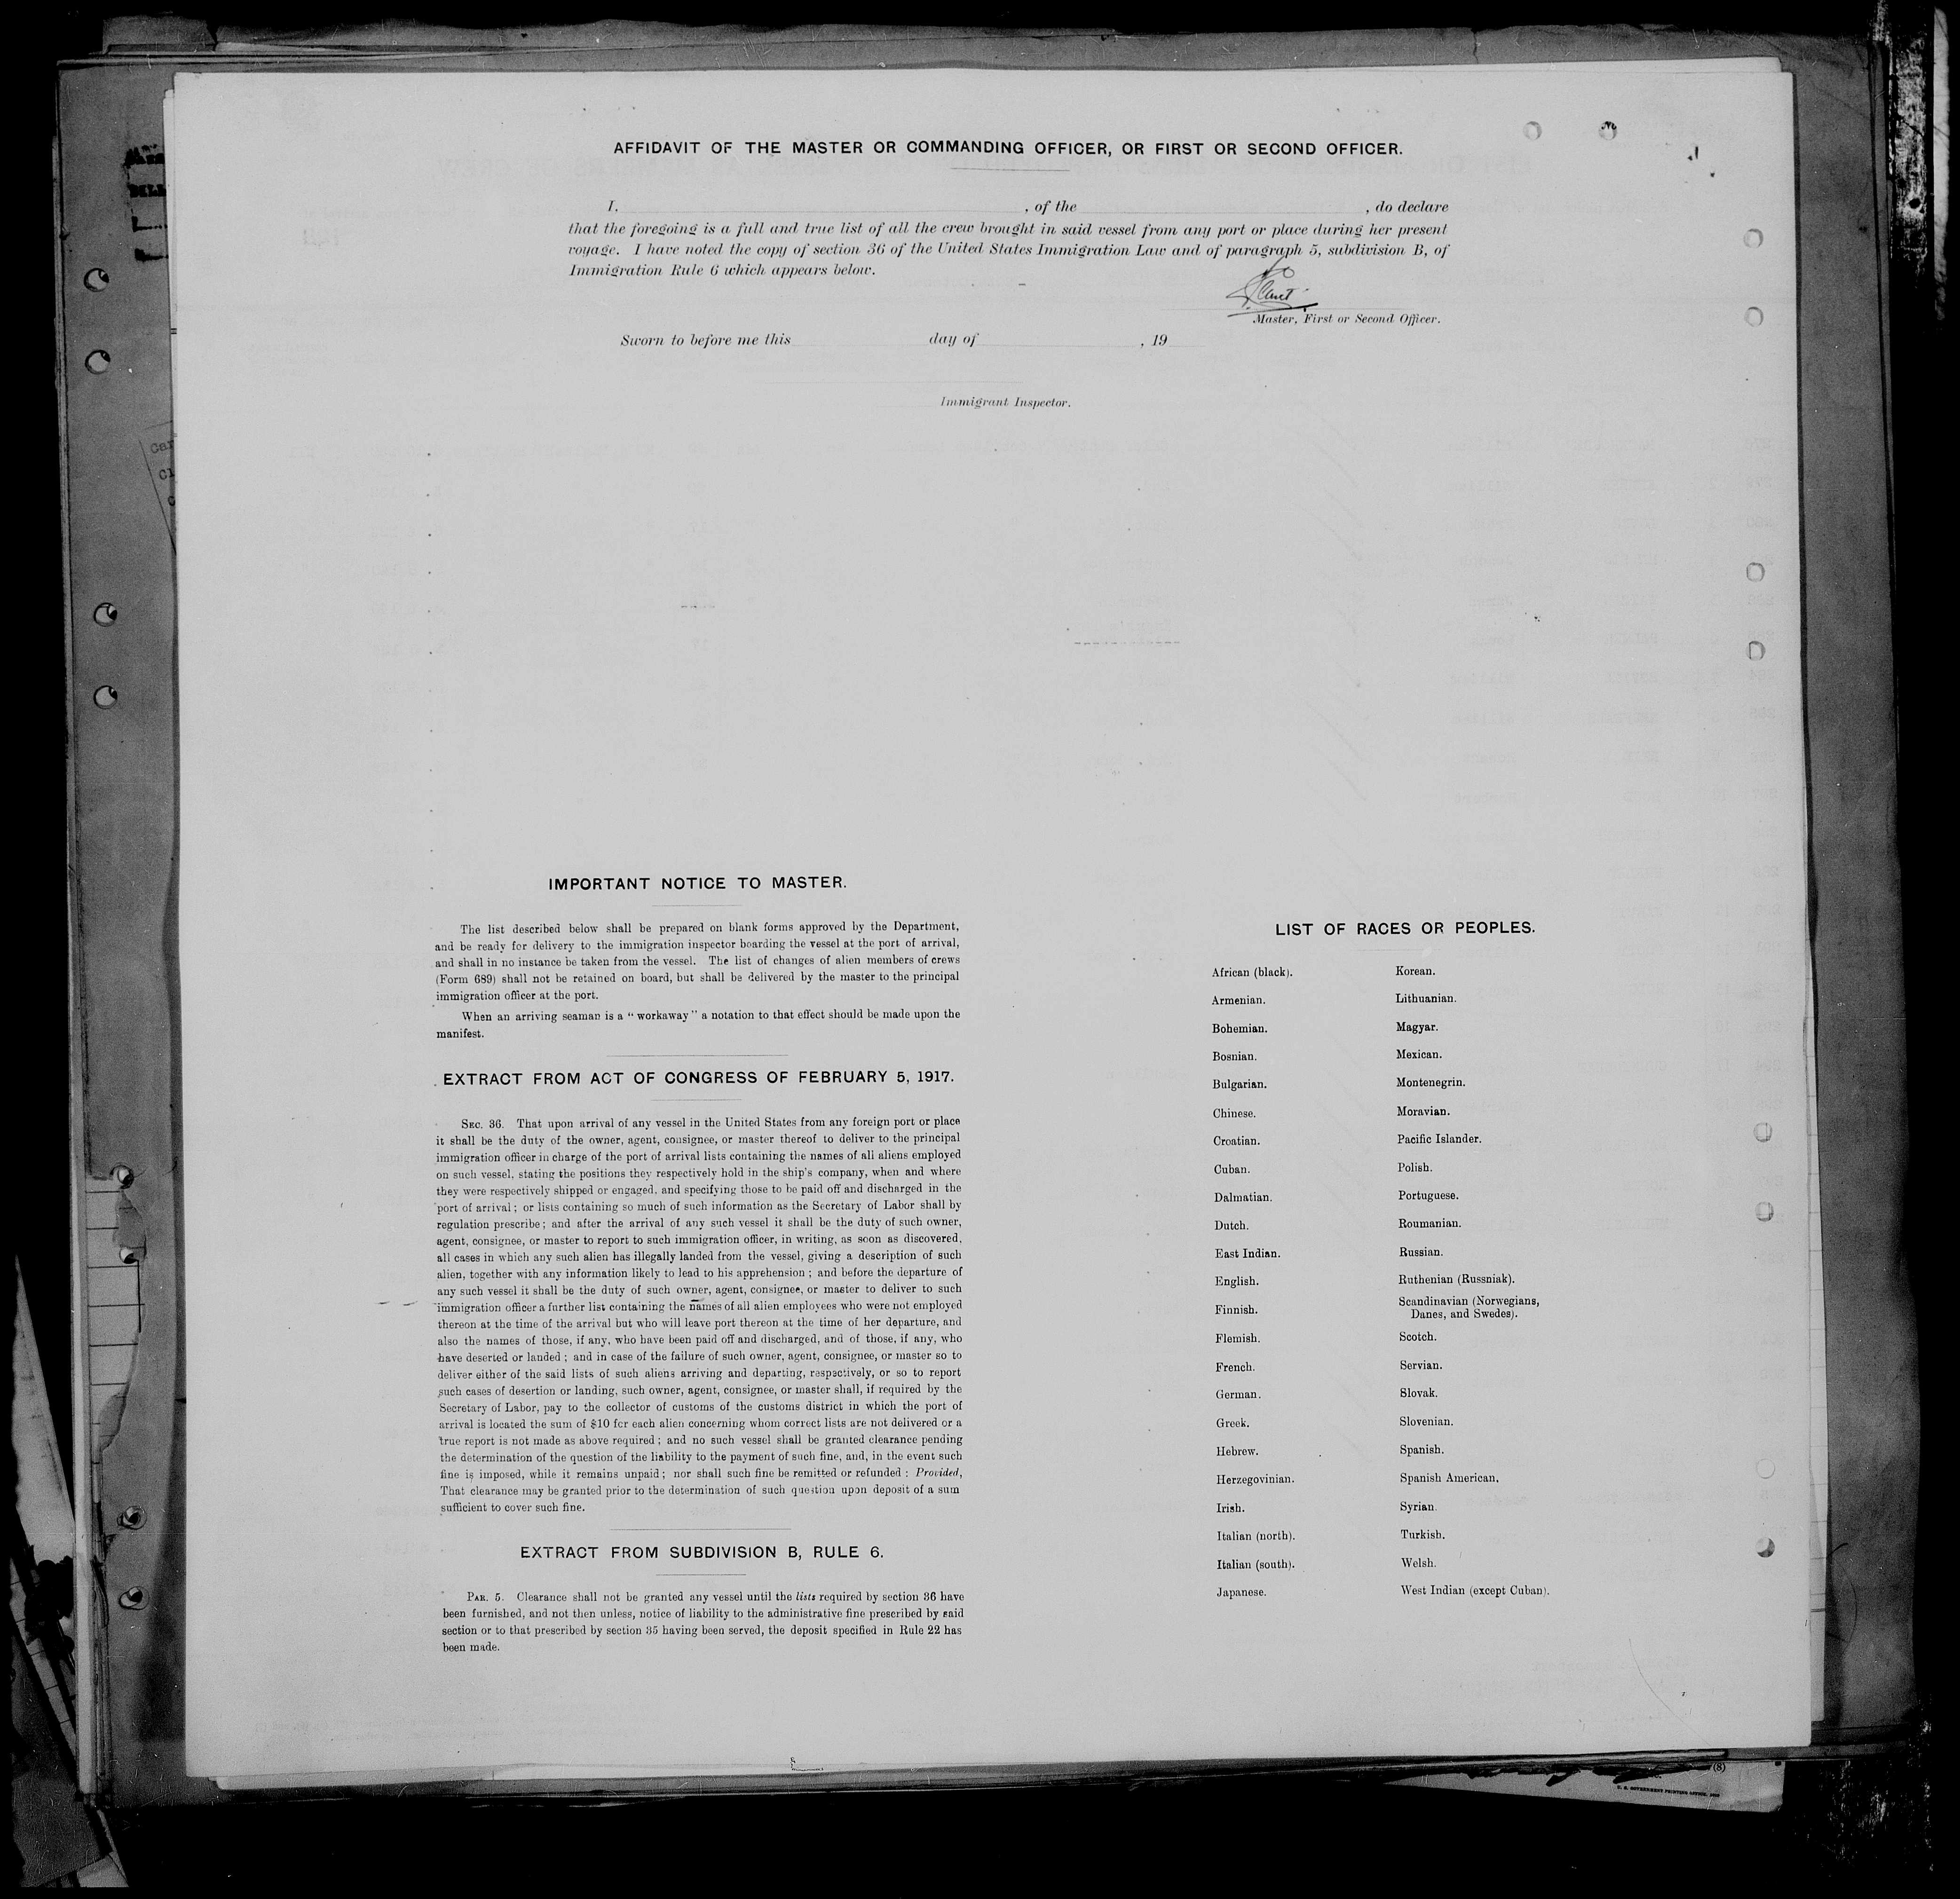 AFFIDAVIT OF THE MASTER OR COMMANDING OFFICER, OR FIRST OR SECOND OFFICER.
I, , of the , do declare
that the foregoing is a full and true list of all the crew brought in said vessel from any port or place during her present
voyage. I have noted the copy of section 36 of the United States Immigration Law and of paragraph 5, subdivision B, of
Immigration Rule 6 which appears below.
Master, First or Second Officer.
Sworn to before me this day of , 19
Immigrant Inspector.
IMPORTANT NOTICE TO MASTER.
The list described below shall be prepared on blank forms approved by the Department,
and be ready for delivery to the immigration inspector boarding the vessel at the port of arrival,
and shall in no instance be taken from the vessel. The list of changes of alien members of crews
(Form 689) shall not be retained on board, but shall be delivered by the master to the principal
immigration officer at the port.
When an arriving seaman is a “ workaway ” a notation to that effect should be made upon the
manifest.
EXTRACT FROM ACT OF CONGRESS OF FEBRUARY 5, 1917.
SEC. 36. That upon arrival of any vessel in the United States from any foreign port or place
it shall be the duty of the owner, agent, consignee, or master thereof to deliver to the principal
immigration officer in charge of the port of arrival lists containing the names of all aliens employed
on such vessel, stating the positions they respectively hold in the ship's company, when and where
they were respectively shipped or engaged, and specifying those to be paid off and discharged in the
port of arrival ; or lists containing so much of such information as the Secretary of Labor shall by
regulation prescribe ; and after the arrival of any such vessel it shall be the duty of such owner,
agent, consignee, or master to report to such immigration officer, in writing, as soon as discovered,
all cases in which any such alien has illegally landed from the vessel, giving a description of such
alien, together with any information likely to lead to his apprehension ; and before the departure of
any such vessel it shall be the duty of such owner, agent, consignee, or master to deliver to such
immigration officer a further list containing the names of all alien employees who were not employed
thereon at the time of the arrival but who will leave port thereon at the time of her departure, and
also the names of those, if any, who have been paid off and discharged, and of those, if any, who
have deserted or landed ; and in case of the failure of such owner, agent, consignee, or master so to
deliver either of the said lists of such aliens arriving and departing, respectively, or so to report
such cases of desertion or landing, such owner, agent, consignee, or master shall, if required by the
Secretary of Labor, pay to the collector of customs of the customs district in which the port of
arrival is located the sum of $10 for each alien concerning whom correct lists are not delivered or a
true report is not made as above required ; and no such vessel shall be granted clearance pending
the determination of the question of the liability to the payment of such fine, and, in the event such
fine is imposed, while it remains unpaid ; nor shall such fine be remitted or refunded : Provided,
That clearance may be granted prior to the determination of such question upon deposit of a sum
sufficient to cover such fine.
EXTRACT FROM SUBDIVISION B, RULE 6.
PAR. 5. Clearance shall not be granted any vessel until the lists required by section 36 have
been furnished, and not then unless, notice of liability to the administrative fine prescribed by said
section or to that prescribed by section 35 having been served, the deposit specified in Rule 22 has
been made.
LIST OF RACES OR PEOPLES.
African (black).
Armenian.
Bohemian.
Bosnian.
Bulgarian.
Chinese.
Croatian.
Cuban.
Dalmatian.
Dutch.
East Indian.
English.
Finnish.
Flemish.
French.
German.
Greek.
Hebrew.
Herzegovinian.
Irish.
Italian (north).
Italian (south).
Japanese.
Korean.
Lithuanian.
Magyar.
Mexican.
Montenegrin.
Moravian.
Pacific Islander.
Polish.
Portuguese.
Roumanian.
Russian.
Ruthenian (Russniak).
Scandinavian (Norwegians,
Danes, and Swedes).
Scotch.
Servian.
Slovak.
Slovenian.
Spanish.
Spanish American.
Syrian.
Turkish.
Welsh.
West Indian (except Cuban).
(8)
U. S. GOVERNMENT PRINTING OFFICE